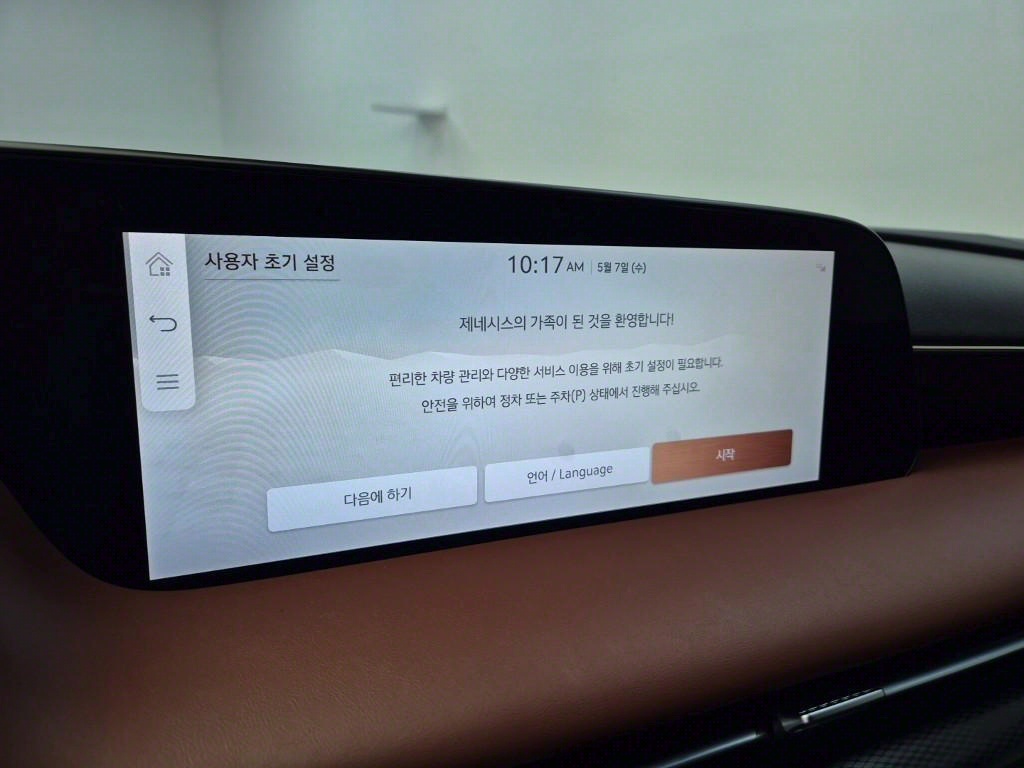 사용자 초기 설정
10:17 AM 5월 7일 (수)
제네시스의 가족이 된 것을 환영합니다!
편리한 차량 관리와 다양한 서비스 이용을 위해 초기 설정이 필요합니다.
안전을 위하여 정차 또는 주차(P) 상태에서 진행해 주십시오.
다음에 하기
언어 / Language
시작